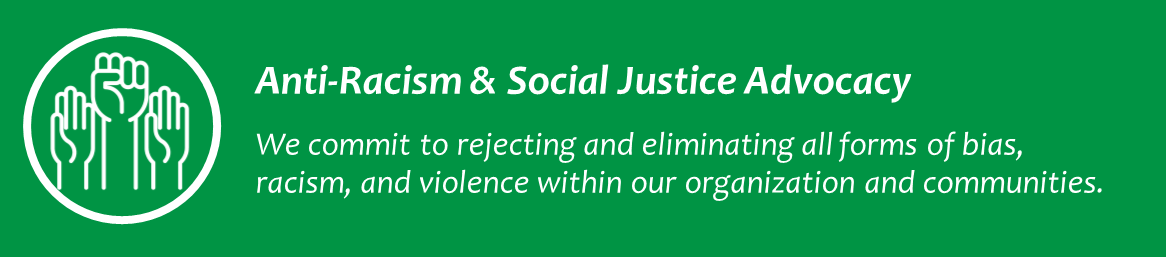 Anti-Racism & Social Justice Advocacy
We commit to rejecting and eliminating all forms of bias,
racism, and violence within our organization and communities.